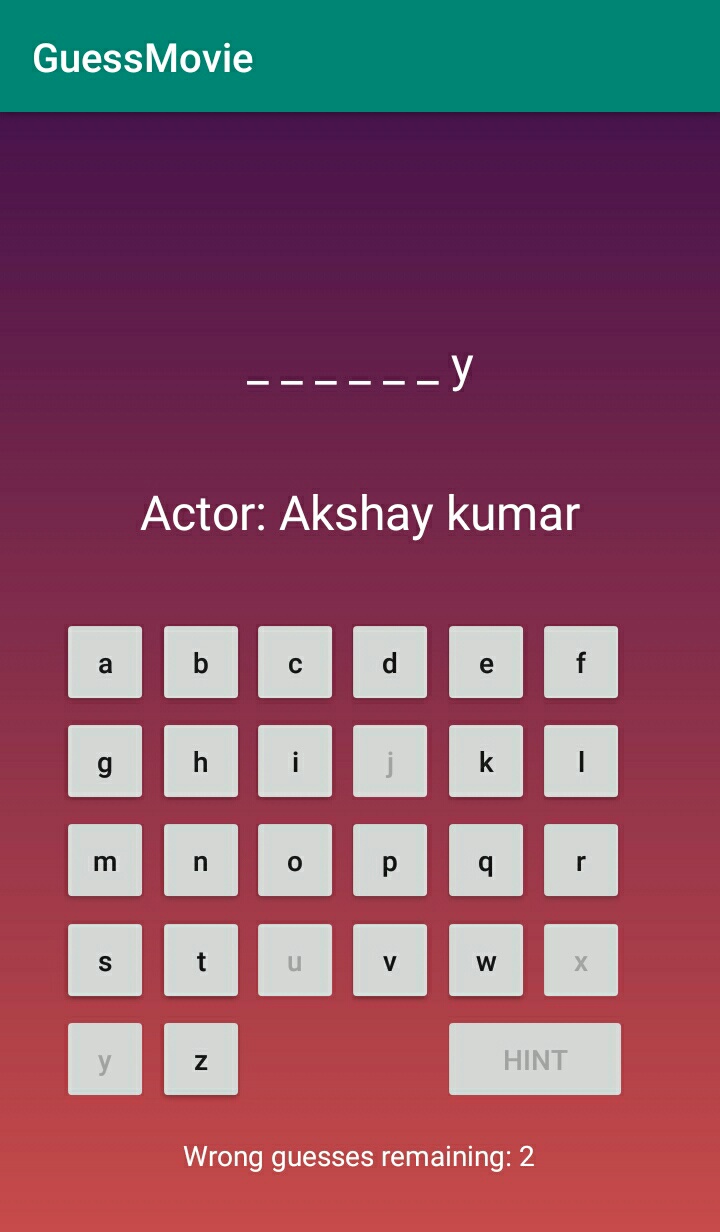 GuessMovie
_ _ _ _ _ _ y
Actor: Akshay kumar
a b c d e f
g h i j k l
m n o p q r
s t u v w x
y z HINT
Wrong guesses remaining: 2